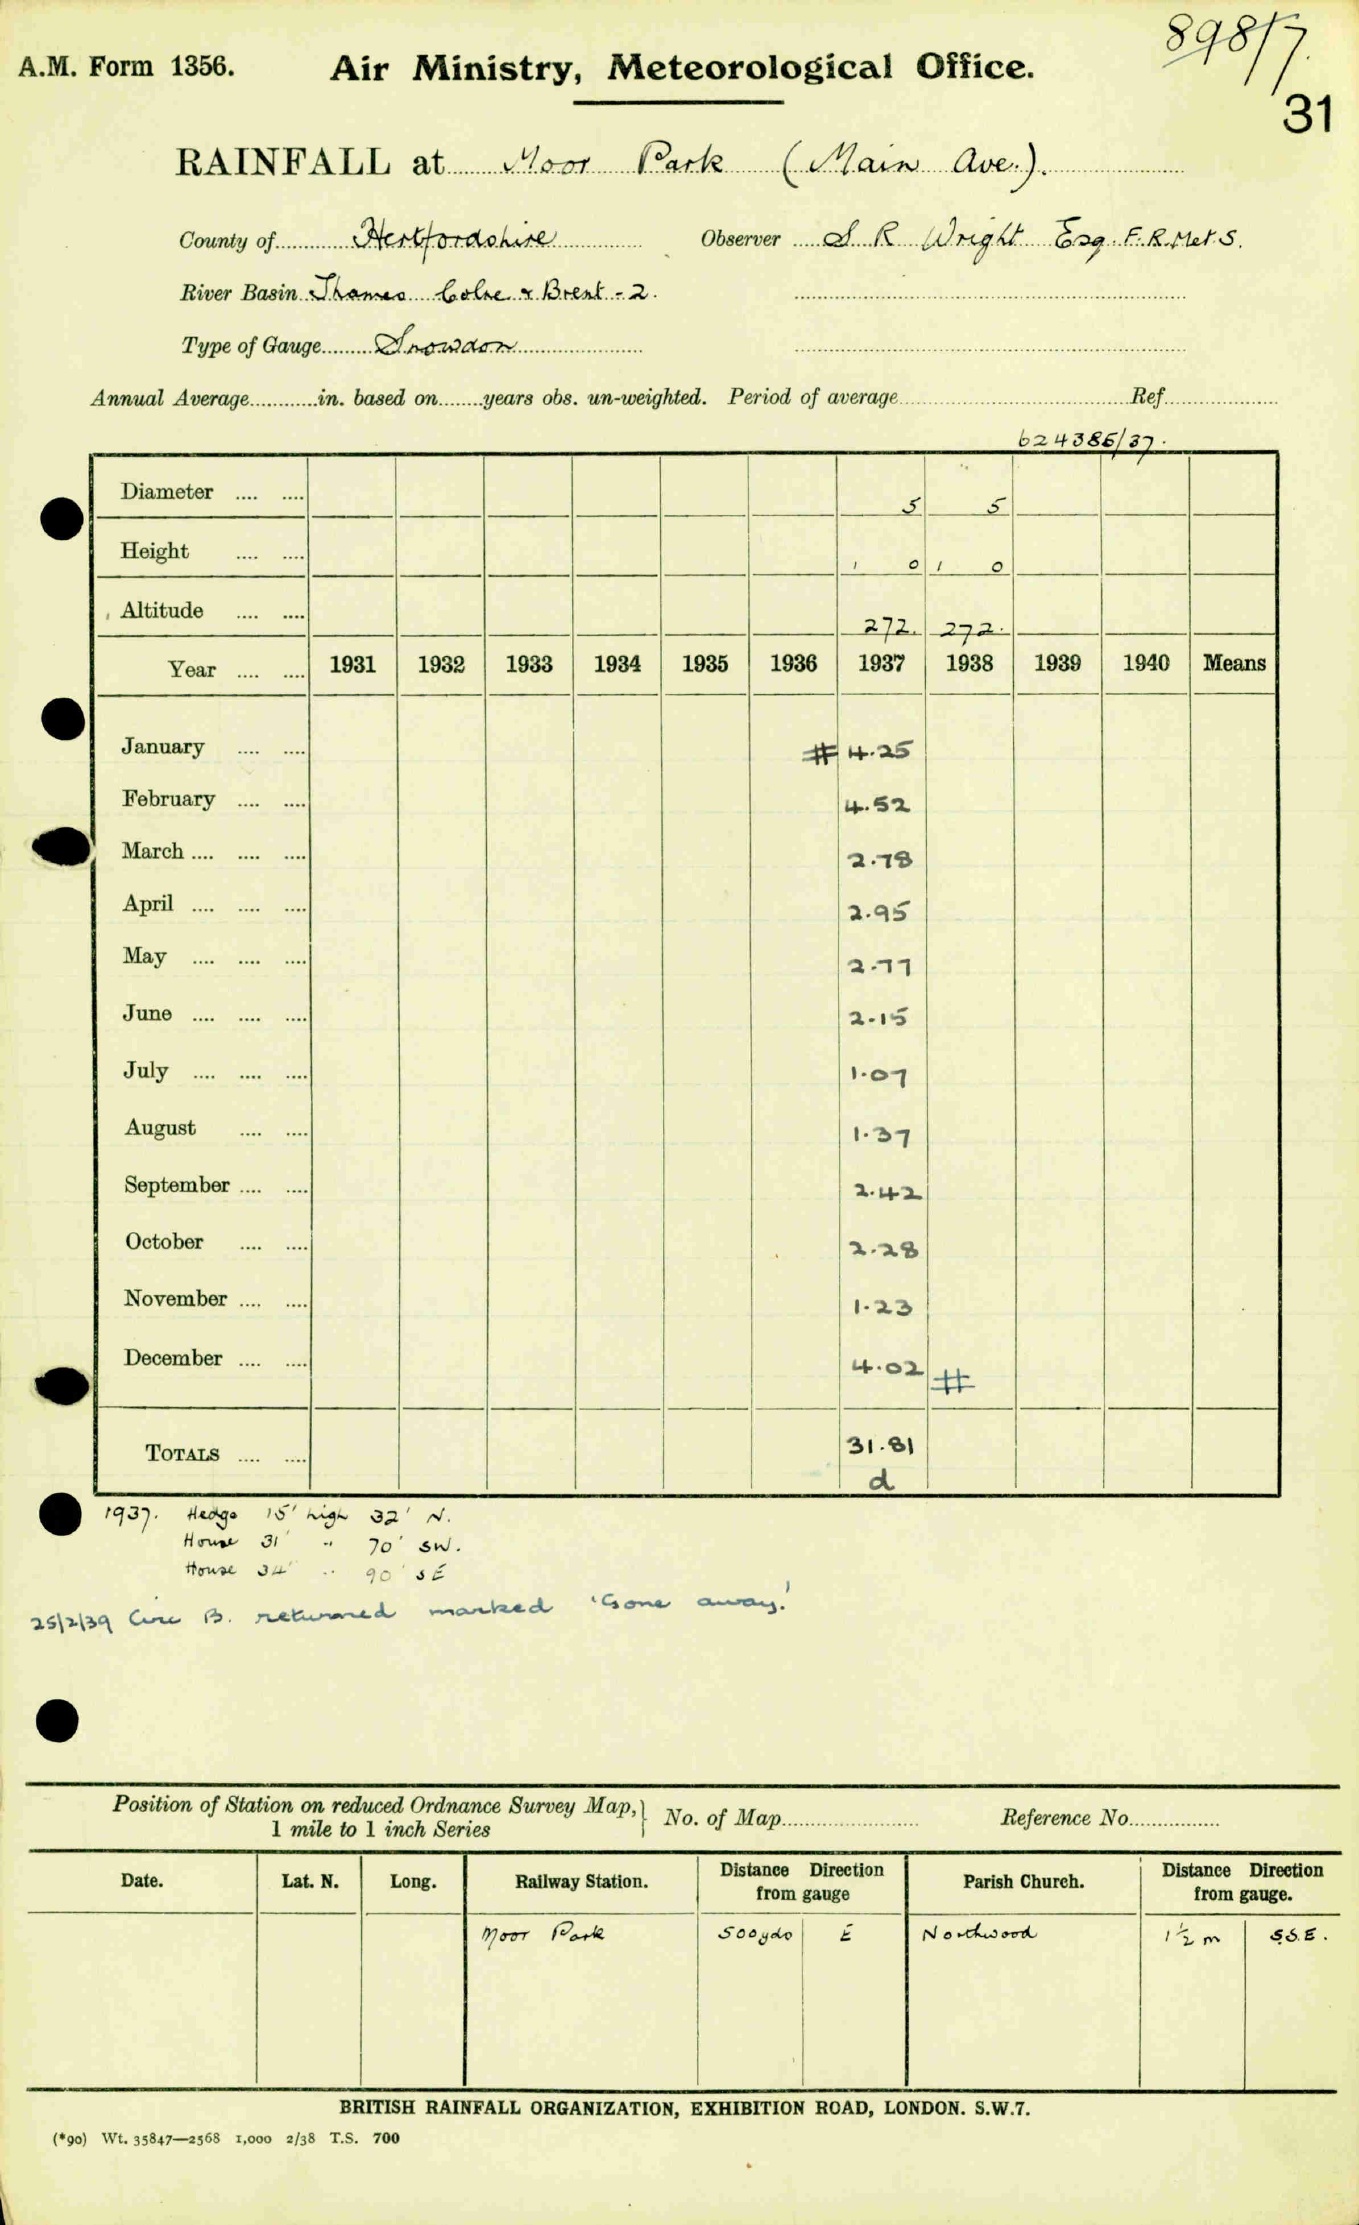 898/7.
A.M. Form 1356. Air Ministry, Meteorological Office.
31
RAINFALL at Moor Park (Main Ave.).
County of Hertfordshire Observer S R Wright Esq. F.R.Met.S.
River Basin Thames Colne & Brent - 2.
Type of Gauge Snowdon
Annual Average............in. based on........years obs. un-weighted. Period of average Ref.
624386/37.
Diameter .... .... 5 5
Height .... .... 1 0 1 0
Altitude .... .... 272. 272.
Year .... .... 1931 1932 1933 1934 1935 1936 1937 1938 1939 1940 Means
January .... .... # 4.25
February .... .... 4.52
March .... .... .... 2.78
April .... .... .... 2.95
May .... .... .... 2.77
June .... .... .... 2.15
July .... .... .... 1.07
August .... .... 1.37
September .... .... 2.42
October .... .... 2.28
November .... .... 1.23
December .... .... 4.02 #
TOTALS .... .... 31.81
d
1937. Hedge 15' high 32' N.
House 31' " 70' SW.
House 34' " 90' SE
25/2/39 Circ B. returned marked 'Gone away!'
Position of Station on reduced Ordnance Survey Map, } No. of Map Reference No.
1 mile to 1 inch Series
Date. Lat. N. Long. Railway Station. Distance Direction from gauge Parish Church. Distance Direction from gauge.
Moor Park 500yds E Northwood 1½ m S.S.E.
BRITISH RAINFALL ORGANIZATION, EXHIBITION ROAD, LONDON. S.W.7.
(*90) Wt. 35847—2568 1,000 2/38 T.S. 700